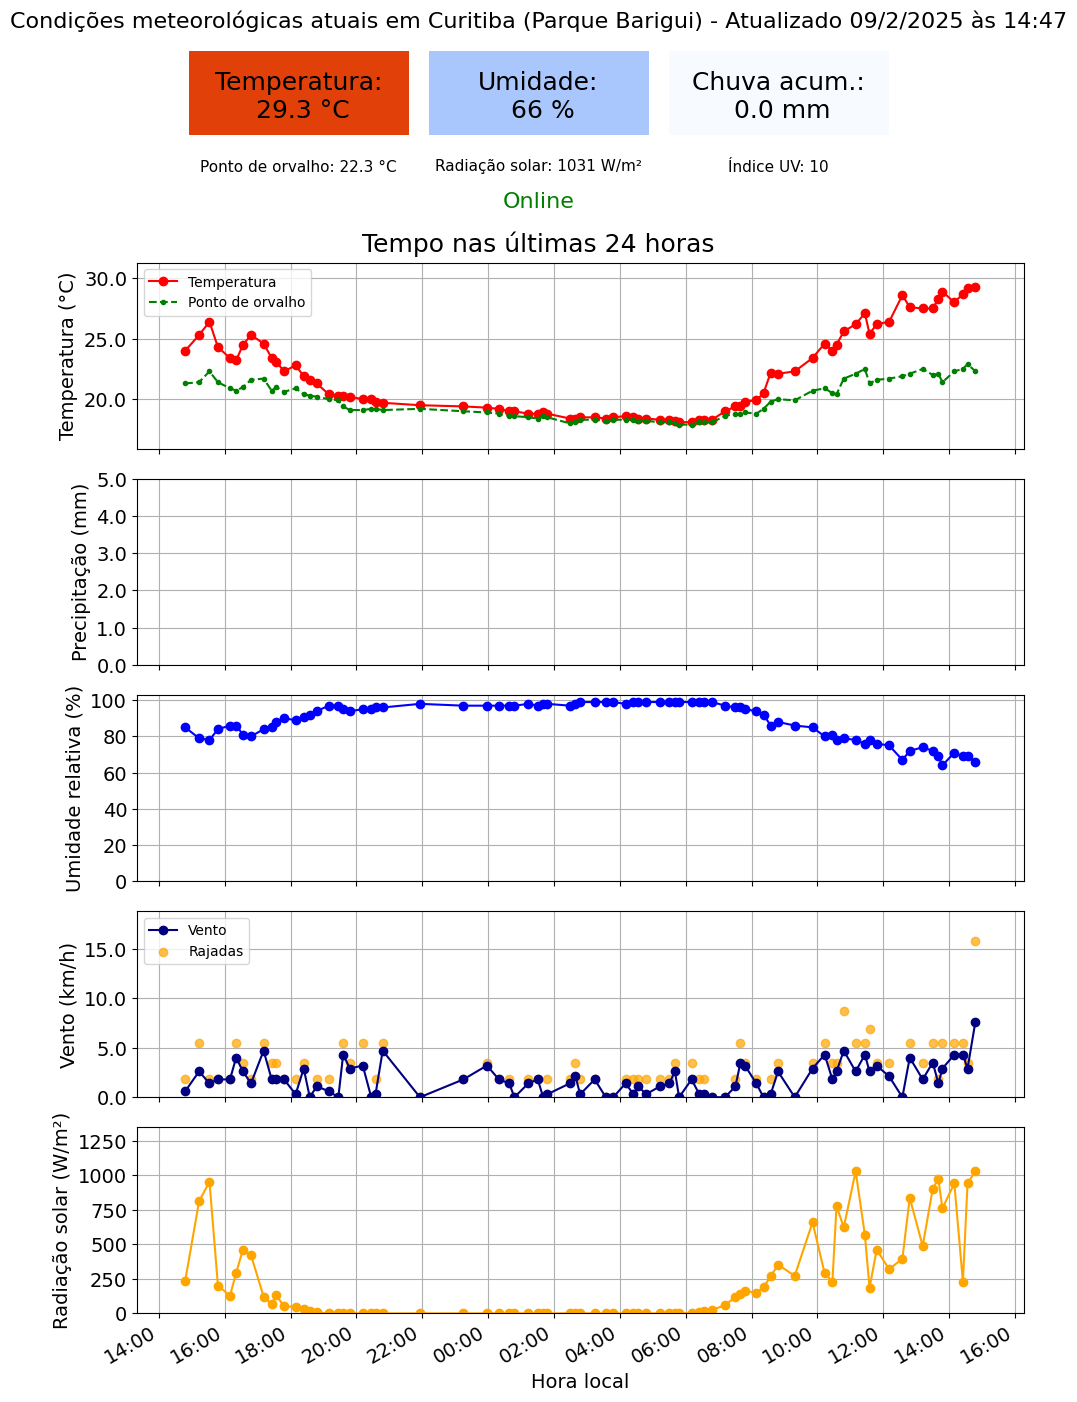 Condições meteorológicas atuais em Curitiba (Parque Barigui) - Atualizado 09/2/2025 às 14:47
Temperatura:
29.3 °C
Umidade:
66 %
Chuva acum.:
0.0 mm
Ponto de orvalho: 22.3 °C
Radiação solar: 1031 W/m²
Índice UV: 10
Online
Tempo nas últimas 24 horas
Temperatura (°C)
30.0
25.0
20.0
Temperatura
Ponto de orvalho
Precipitação (mm)
5.0
4.0
3.0
2.0
1.0
0.0
Umidade relativa (%)
100
80
60
40
20
0
Vento (km/h)
15.0
10.0
5.0
0.0
Vento
Rajadas
Radiação solar (W/m²)
1250
1000
750
500
250
0
14:00
16:00
18:00
20:00
22:00
00:00
02:00
04:00
06:00
08:00
10:00
12:00
14:00
16:00
Hora local